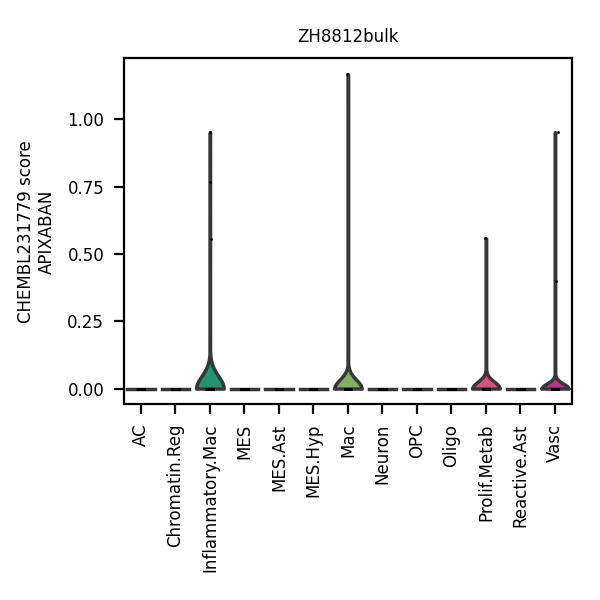 ZH8812bulk
CHEMBL231779 score
APIXABAN
1.00
0.75
0.50
0.25
0.00
AC
Chromatin.Reg
Inflammatory.Mac
MES
MES.Ast
MES.Hyp
Mac
Neuron
OPC
Oligo
Prolif.Metab
Reactive.Ast
Vasc